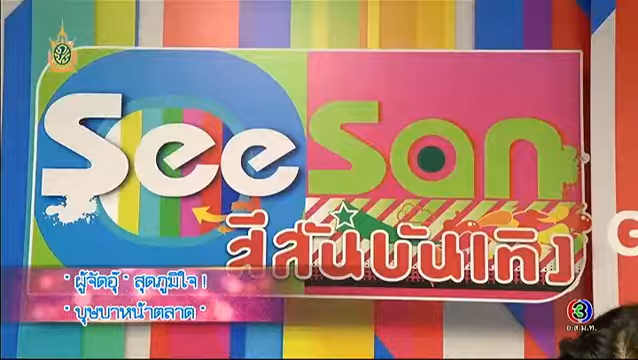 See San
สีสันบันเทิง
" ผู้จัดอุ๊ " สุดภูมิใจ !
" บุษบาหน้าตลาด "
3
อ.ส.ม.ท.